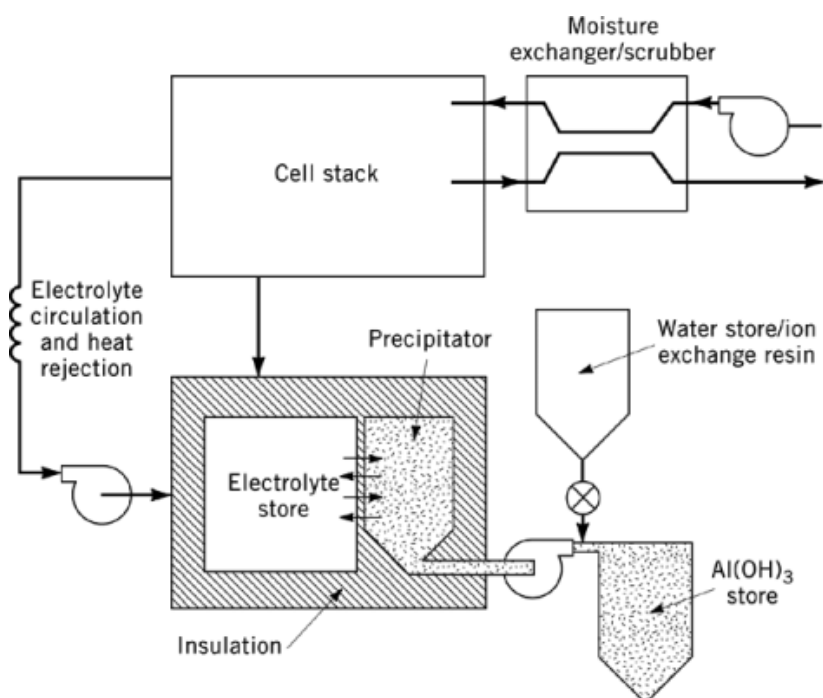 Moisture
exchanger/scrubber
Cell stack
Electrolyte
circulation
and heat
rejection
Precipitator
Water store/ion
exchange resin
Electrolyte
store
Al(OH)₃
store
Insulation